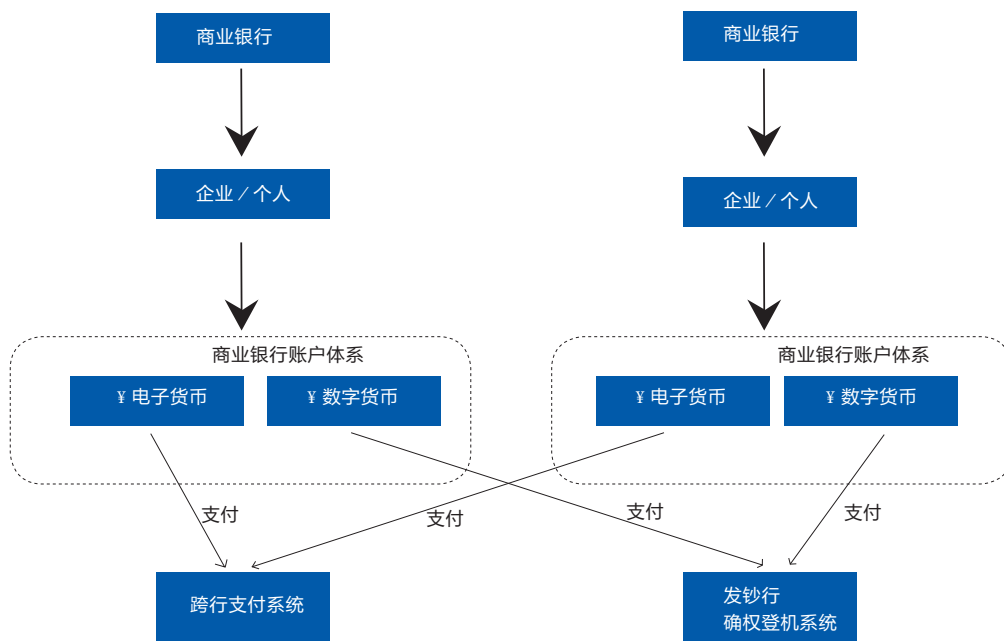 商业银行
商业银行
企业／个人
企业／个人
商业银行账户体系
商业银行账户体系
¥ 电子货币
¥ 数字货币
¥ 电子货币
¥ 数字货币
支付
支付
支付
支付
跨行支付系统
发钞行
确权登机系统